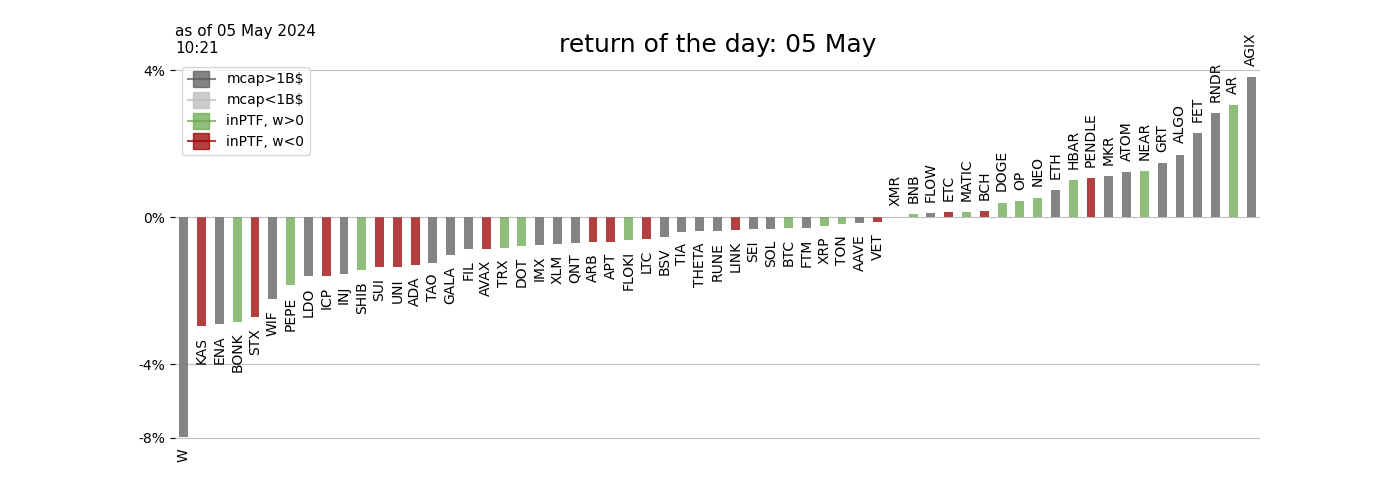 as of 05 May 2024
10:21
return of the day: 05 May
4%
0%
-4%
-8%
mcap>1B$
mcap<1B$
inPTF, w>0
inPTF, w<0
W
KAS
ENA
BONK
STX
WIF
PEPE
LDO
ICP
INJ
SHIB
SUI
UNI
ADA
TAO
GALA
FIL
AVAX
TRX
DOT
IMX
XLM
QNT
ARB
APT
FLOKI
LTC
BSV
TIA
THETA
RUNE
LINK
SEI
SOL
BTC
FTM
XRP
TON
AAVE
VET
XMR
BNB
FLOW
ETC
MATIC
BCH
DOGE
OP
NEO
ETH
HBAR
PENDLE
MKR
ATOM
NEAR
GRT
ALGO
FET
RNDR
AR
AGIX